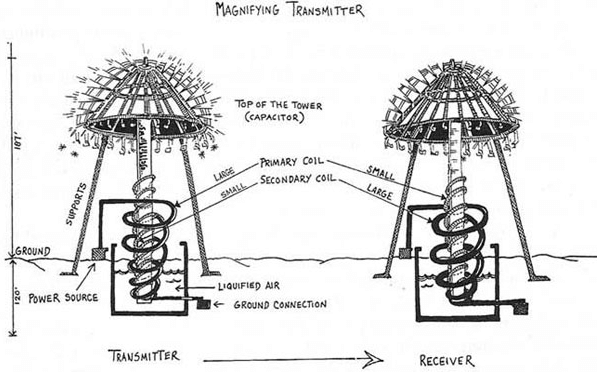 MAGNIFYING TRANSMITTER
TOP OF THE TOWER
(CAPACITOR)
187'
SUPPORTS
LARGE
PRIMARY COIL
SMALL
SMALL
SECONDARY COIL
LARGE
GROUND
120'
POWER SOURCE
LIQUIFIED AIR
GROUND CONNECTION
TRANSMITTER
RECEIVER